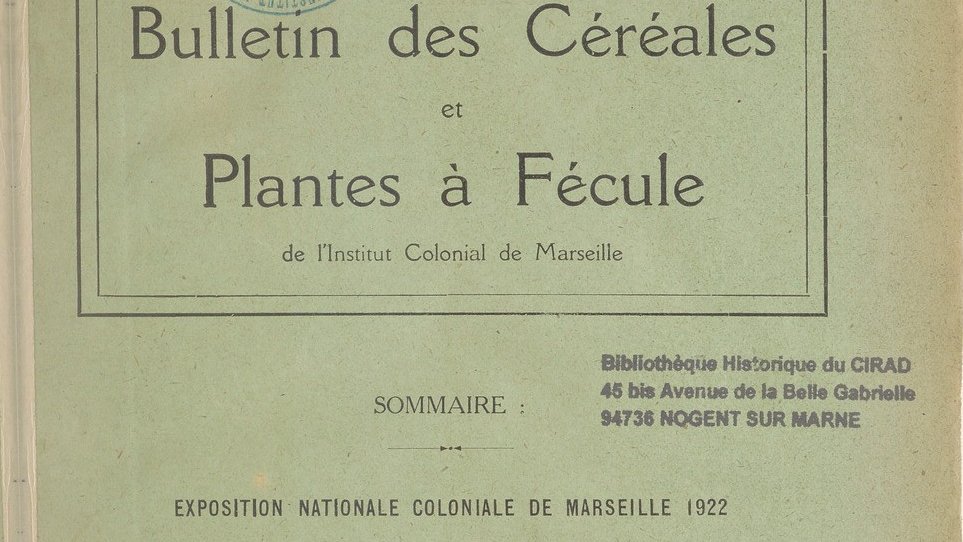 Bulletin des Céréales
et
Plantes à Fécule
de l'Institut Colonial de Marseille
Bibliothèque Historique du CIRAD
45 bis Avenue de la Belle Gabrielle
94736 NOGENT SUR MARNE
SOMMAIRE :
EXPOSITION NATIONALE COLONIALE DE MARSEILLE 1922